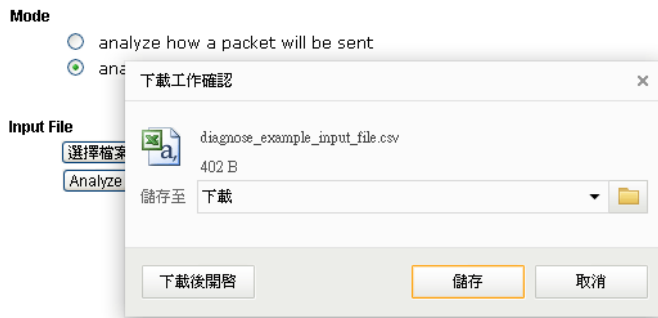 Mode
analyze how a packet will be sent
ana
下載工作確認
Input File
diagnose_example_input_file.csv
選擇檔案
402 B
Analyze
儲存至 下載
下載後開啓 儲存 取消